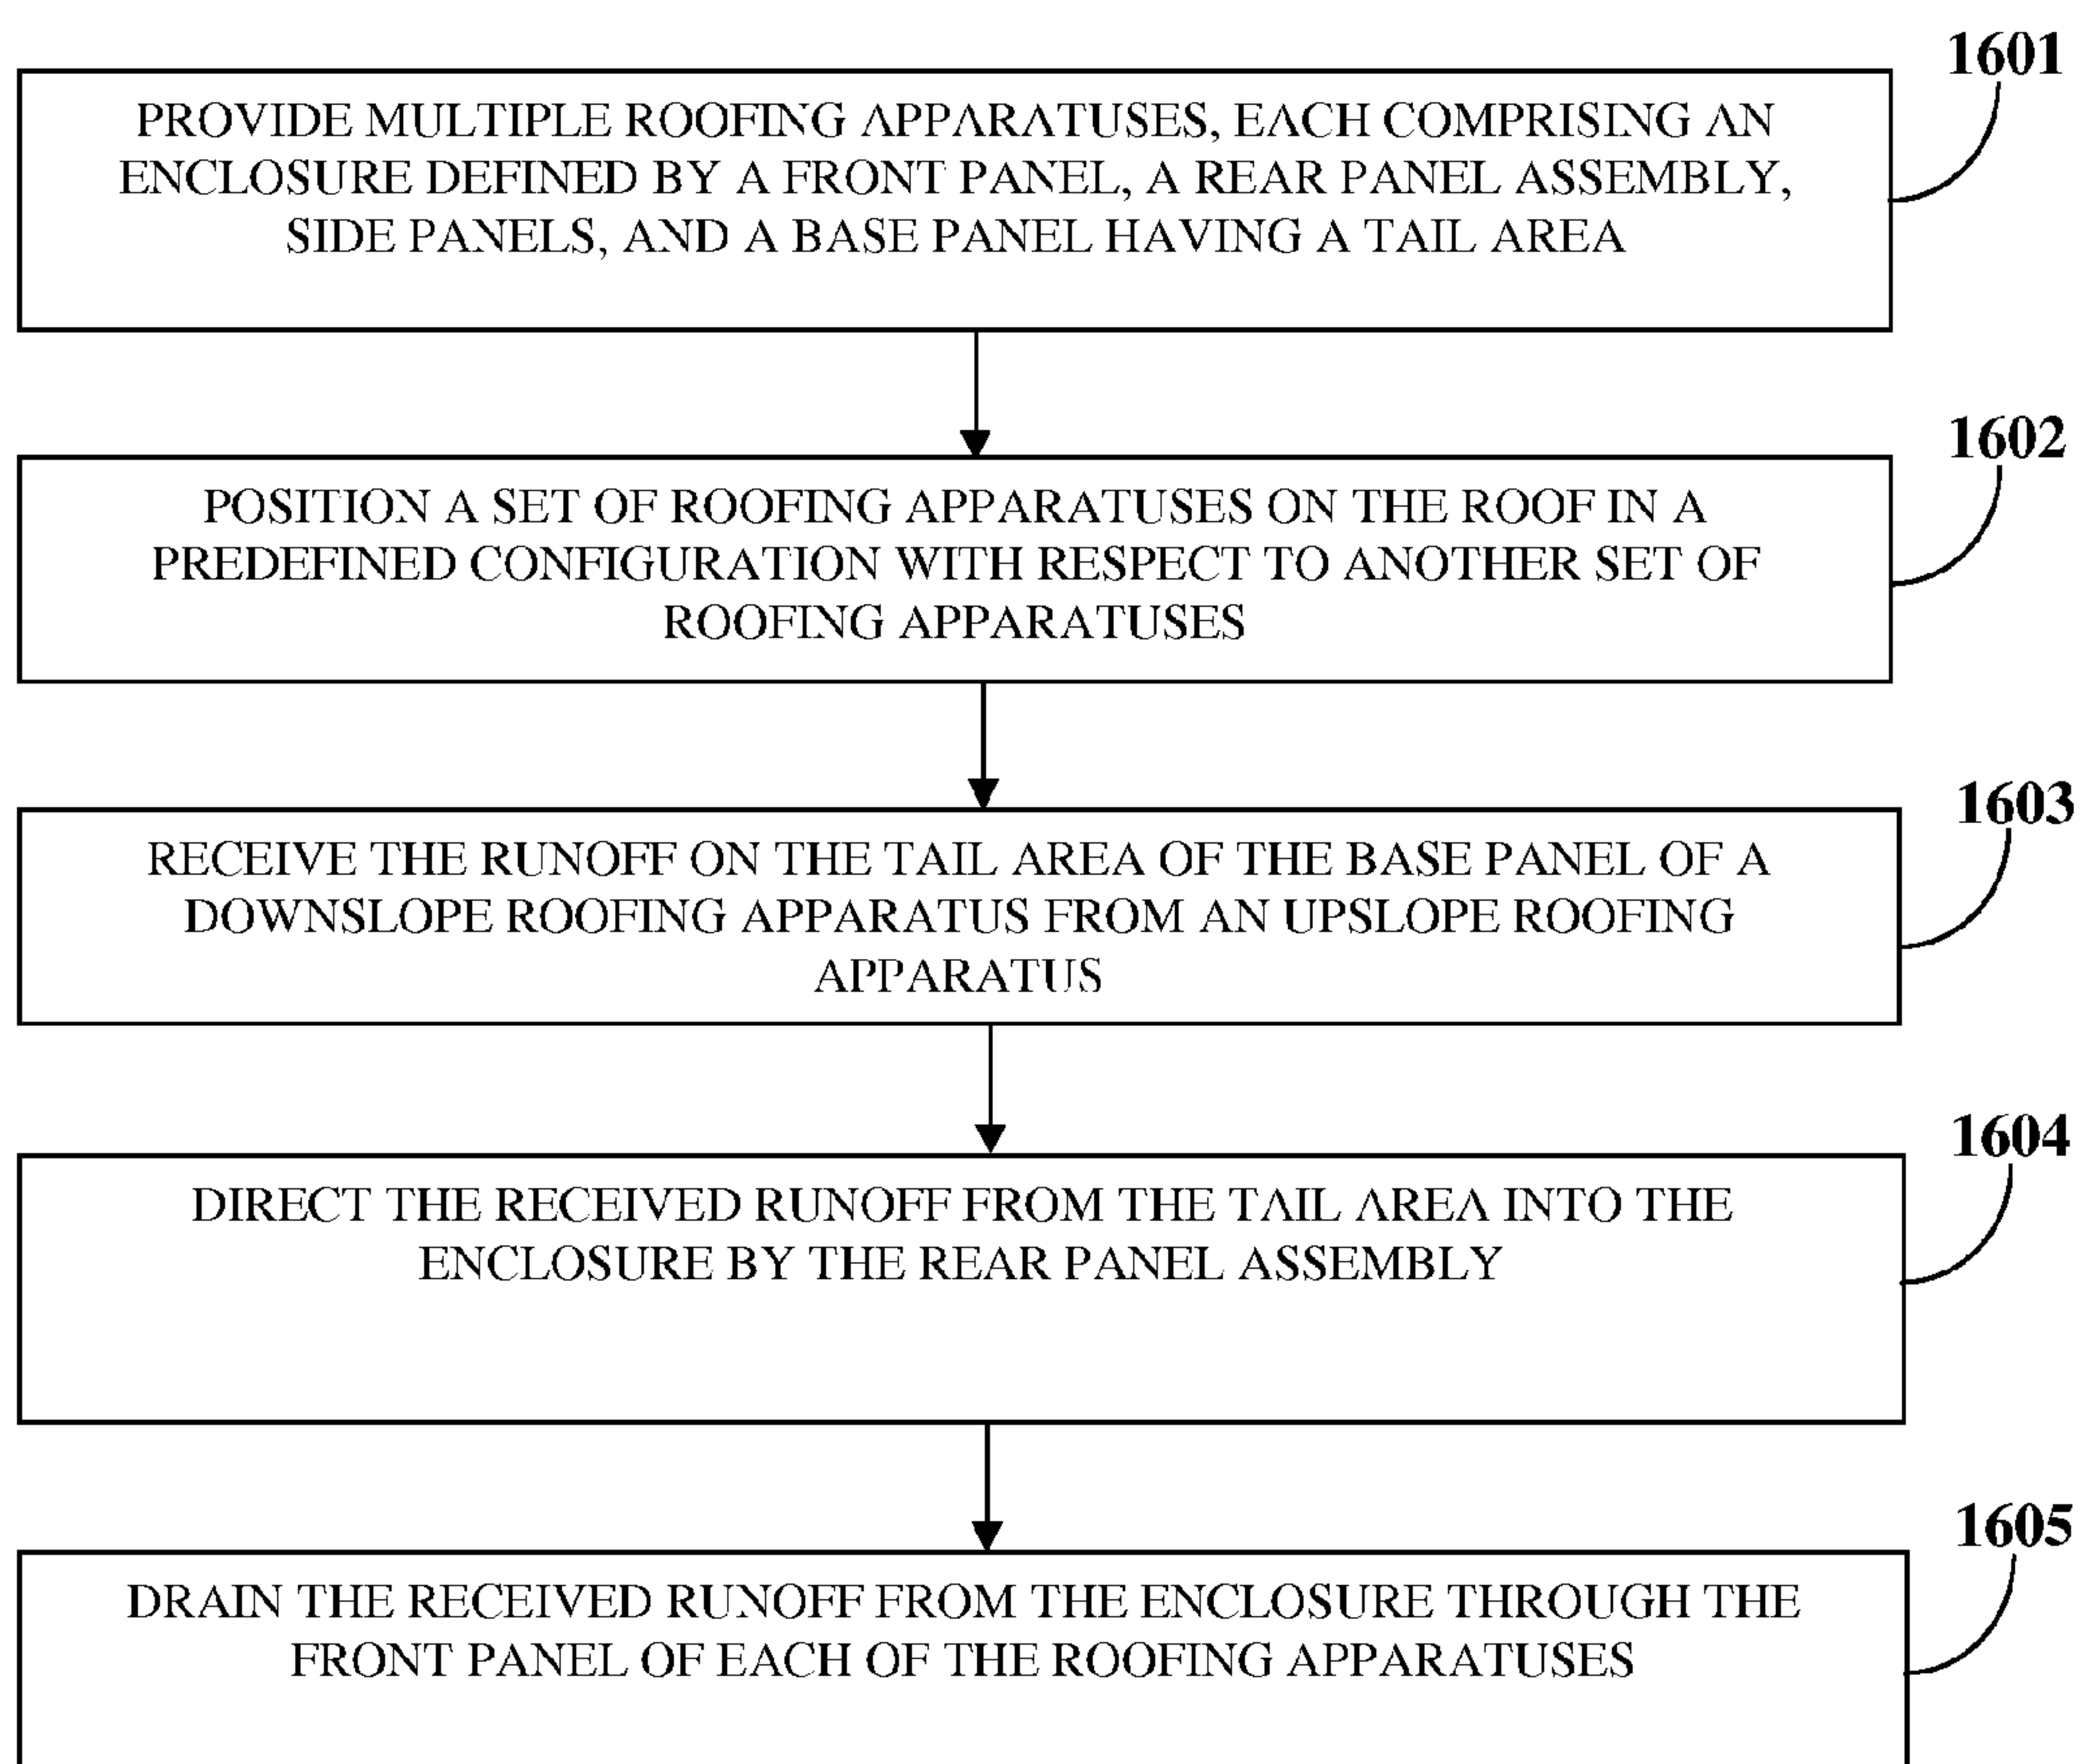 1601
PROVIDE MULTIPLE ROOFING APPARATUSES, EACH COMPRISING AN
ENCLOSURE DEFINED BY A FRONT PANEL, A REAR PANEL ASSEMBLY,
SIDE PANELS, AND A BASE PANEL HAVING A TAIL AREA
1602
POSITION A SET OF ROOFING APPARATUSES ON THE ROOF IN A
PREDEFINED CONFIGURATION WITH RESPECT TO ANOTHER SET OF
ROOFING APPARATUSES
1603
RECEIVE THE RUNOFF ON THE TAIL AREA OF THE BASE PANEL OF A
DOWNSLOPE ROOFING APPARATUS FROM AN UPSLOPE ROOFING
APPARATUS
1604
DIRECT THE RECEIVED RUNOFF FROM THE TAIL AREA INTO THE
ENCLOSURE BY THE REAR PANEL ASSEMBLY
1605
DRAIN THE RECEIVED RUNOFF FROM THE ENCLOSURE THROUGH THE
FRONT PANEL OF EACH OF THE ROOFING APPARATUSES